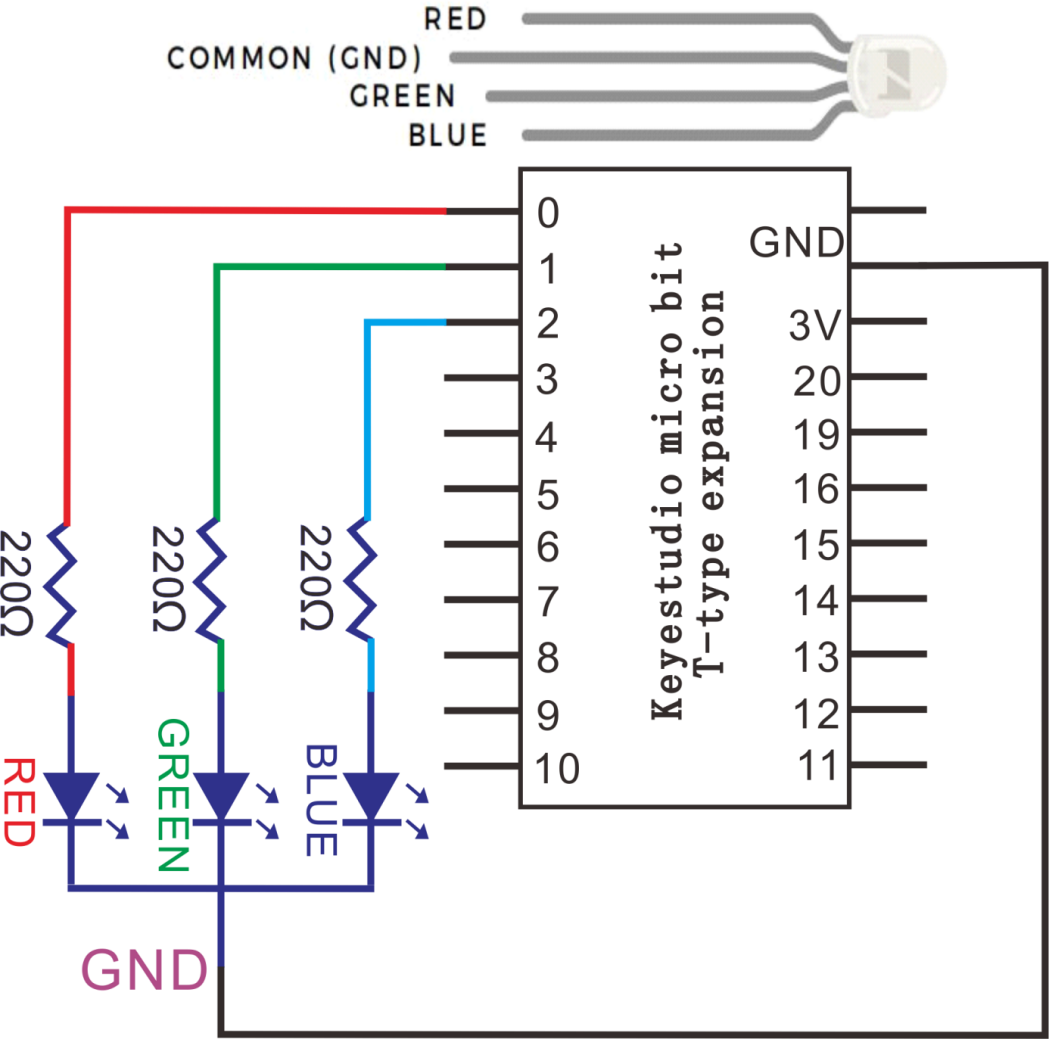 RED
COMMON (GND)
GREEN
BLUE
0
1
2
3
4
5
6
7
8
9
10
GND
3V
20
19
16
15
14
13
12
11
Keyestudio micro bit
T-type expansion
220Ω
220Ω
220Ω
RED
GREEN
BLUE
GND